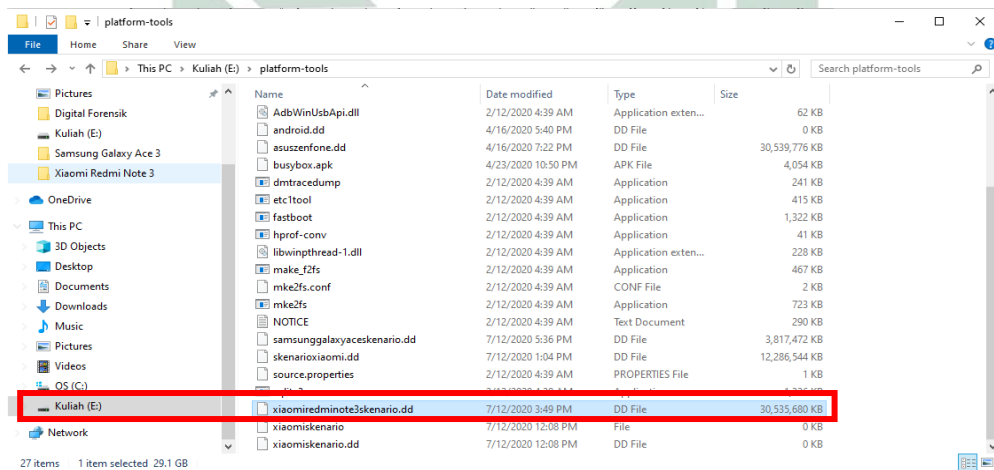 platform-tools
File Home Share View
This PC > Kuliah (E:) > platform-tools
Search platform-tools
Pictures
Digital Forensik
Kuliah (E:)
Samsung Galaxy Ace 3
Xiaomi Redmi Note 3
OneDrive
This PC
3D Objects
Desktop
Documents
Downloads
Music
Pictures
Videos
OS (C:)
Kuliah (E:)
Network
Name Date modified Type Size
AdbWinUsbApi.dll 2/12/2020 4:39 AM Application exten... 62 KB
android.dd 4/16/2020 5:40 PM DD File 0 KB
asuszenfone.dd 4/16/2020 7:22 PM DD File 30,539,776 KB
busybox.apk 4/23/2020 10:50 PM APK File 4,054 KB
dmtracedump 2/12/2020 4:39 AM Application 241 KB
etc1tool 2/12/2020 4:39 AM Application 415 KB
fastboot 2/12/2020 4:39 AM Application 1,322 KB
hprof-conv 2/12/2020 4:39 AM Application 41 KB
libwinpthread-1.dll 2/12/2020 4:39 AM Application exten... 228 KB
make_f2fs 2/12/2020 4:39 AM Application 467 KB
mke2fs.conf 2/12/2020 4:39 AM CONF File 2 KB
mke2fs 2/12/2020 4:39 AM Application 723 KB
NOTICE 2/12/2020 4:39 AM Text Document 290 KB
samsunggalaxyaceskenario.dd 7/12/2020 5:36 PM DD File 3,817,472 KB
skenarioxiaomi.dd 7/12/2020 1:04 PM DD File 12,286,544 KB
source.properties 2/12/2020 4:39 AM PROPERTIES File 1 KB
xiaomiredminote3skenario.dd 7/12/2020 3:49 PM DD File 30,535,680 KB
xiaomiskenario 7/12/2020 12:08 PM File 0 KB
xiaomiskenario.dd 7/12/2020 12:08 PM DD File 0 KB
27 items 1 item selected 29.1 GB